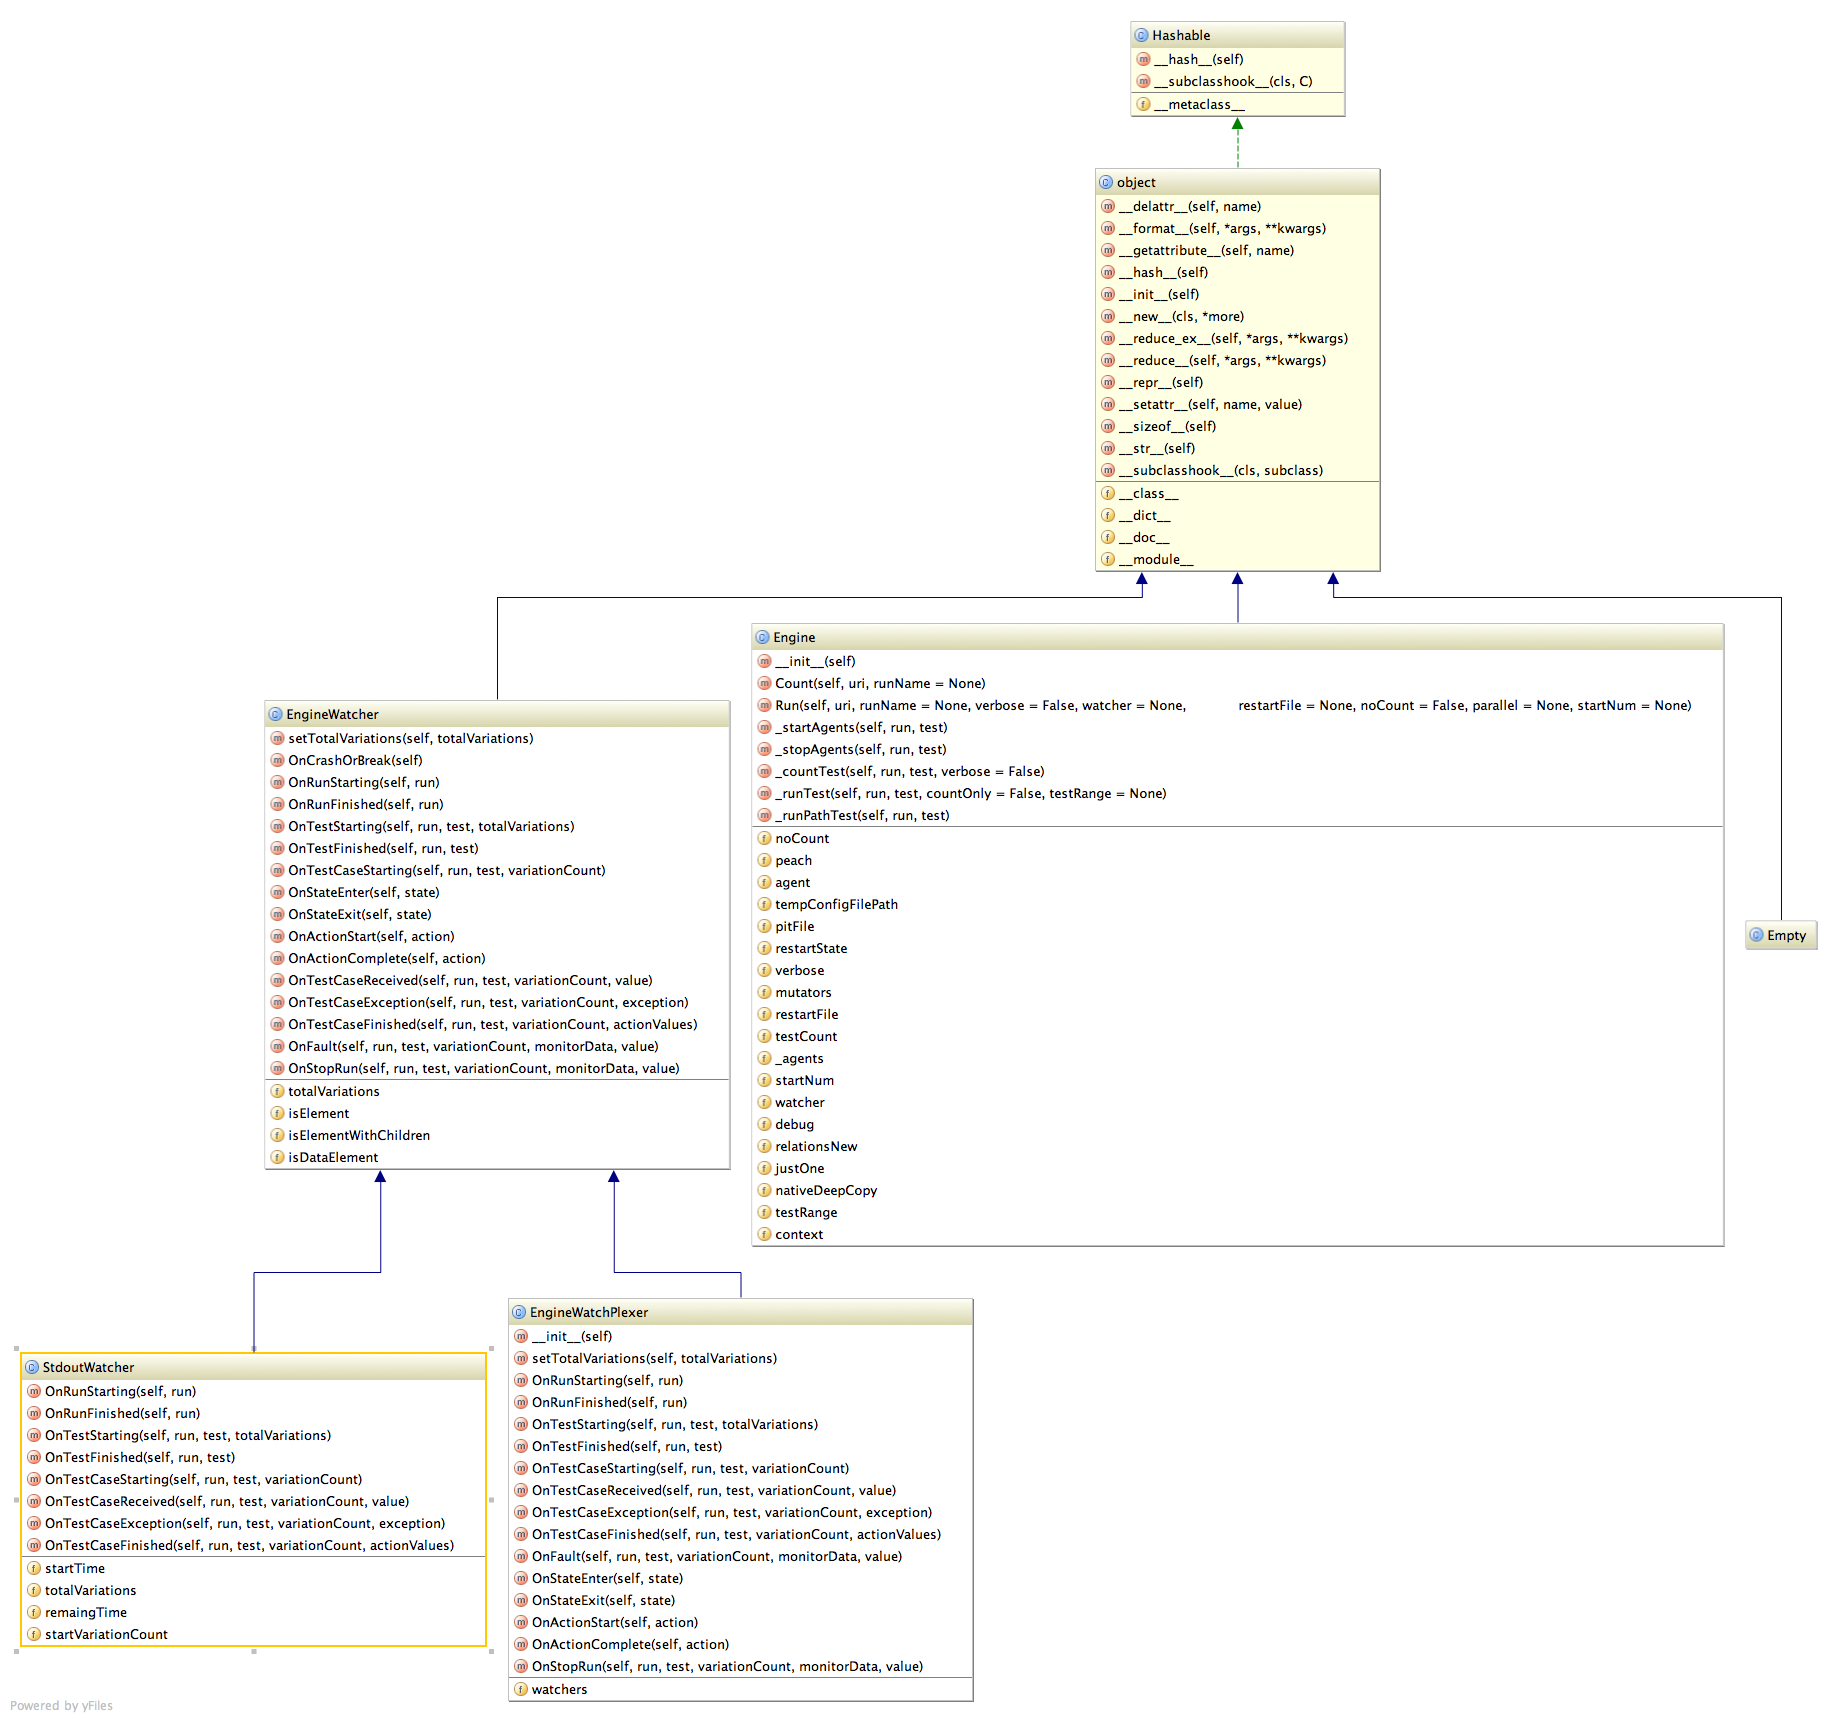 Hashable
__hash__(self)
__subclasshook__(cls, C)
__metaclass__
object
__delattr__(self, name)
__format__(self, *args, **kwargs)
__getattribute__(self, name)
__hash__(self)
__init__(self)
__new__(cls, *more)
__reduce_ex__(self, *args, **kwargs)
__reduce__(self, *args, **kwargs)
__repr__(self)
__setattr__(self, name, value)
__sizeof__(self)
__str__(self)
__subclasshook__(cls, subclass)
__class__
__dict__
__doc__
__module__
Engine
__init__(self)
Count(self, uri, runName = None)
Run(self, uri, runName = None, verbose = False, watcher = None, restartFile = None, noCount = False, parallel = None, startNum = None)
_startAgents(self, run, test)
_stopAgents(self, run, test)
_countTest(self, run, test, verbose = False)
_runTest(self, run, test, countOnly = False, testRange = None)
_runPathTest(self, run, test)
noCount
peach
agent
tempConfigFilePath
pitFile
restartState
verbose
mutators
restartFile
testCount
_agents
startNum
watcher
debug
relationsNew
justOne
nativeDeepCopy
testRange
context
EngineWatcher
setTotalVariations(self, totalVariations)
OnCrashOrBreak(self)
OnRunStarting(self, run)
OnRunFinished(self, run)
OnTestStarting(self, run, test, totalVariations)
OnTestFinished(self, run, test)
OnTestCaseStarting(self, run, test, variationCount)
OnStateEnter(self, state)
OnStateExit(self, state)
OnActionStart(self, action)
OnActionComplete(self, action)
OnTestCaseReceived(self, run, test, variationCount, value)
OnTestCaseException(self, run, test, variationCount, exception)
OnTestCaseFinished(self, run, test, variationCount, actionValues)
OnFault(self, run, test, variationCount, monitorData, value)
OnStopRun(self, run, test, variationCount, monitorData, value)
totalVariations
isElement
isElementWithChildren
isDataElement
Empty
EngineWatchPlexer
__init__(self)
setTotalVariations(self, totalVariations)
OnRunStarting(self, run)
OnRunFinished(self, run)
OnTestStarting(self, run, test, totalVariations)
OnTestFinished(self, run, test)
OnTestCaseStarting(self, run, test, variationCount)
OnTestCaseReceived(self, run, test, variationCount, value)
OnTestCaseException(self, run, test, variationCount, exception)
OnTestCaseFinished(self, run, test, variationCount, actionValues)
OnFault(self, run, test, variationCount, monitorData, value)
OnStateEnter(self, state)
OnStateExit(self, state)
OnActionStart(self, action)
OnActionComplete(self, action)
OnStopRun(self, run, test, variationCount, monitorData, value)
watchers
StdoutWatcher
OnRunStarting(self, run)
OnRunFinished(self, run)
OnTestStarting(self, run, test, totalVariations)
OnTestFinished(self, run, test)
OnTestCaseStarting(self, run, test, variationCount)
OnTestCaseReceived(self, run, test, variationCount, value)
OnTestCaseException(self, run, test, variationCount, exception)
OnTestCaseFinished(self, run, test, variationCount, actionValues)
startTime
totalVariations
remaingTime
startVariationCount
Powered by yFiles